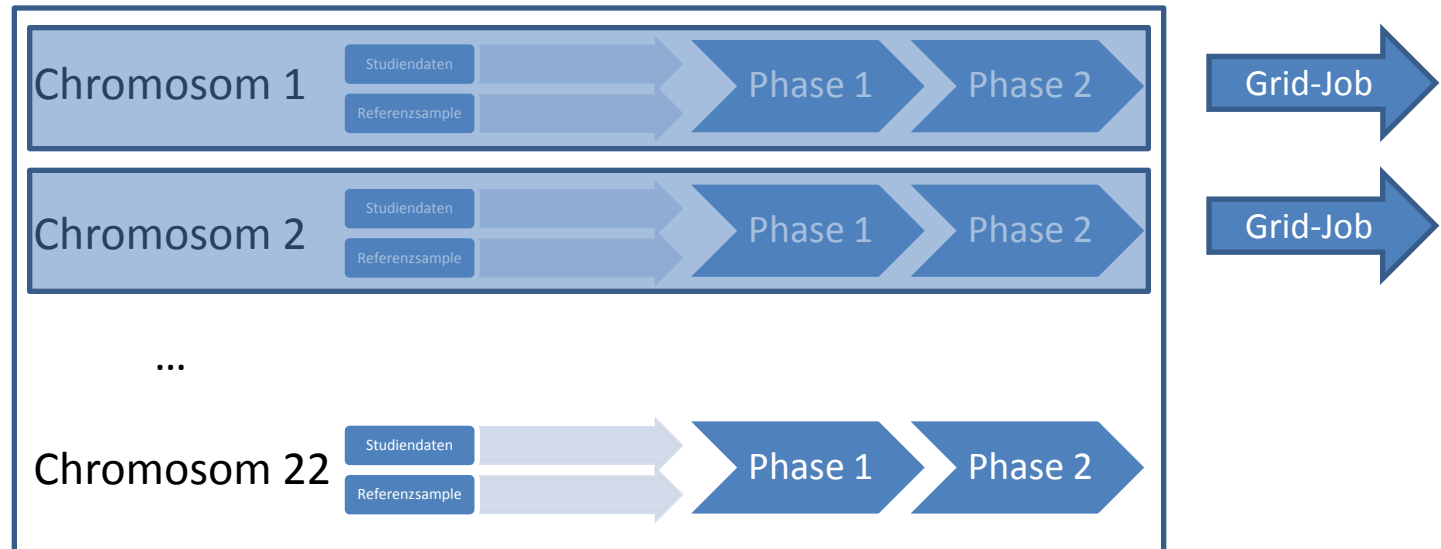 Chromosom 1
Studiendaten
Referenzsample
Phase 1
Phase 2
Grid-Job
Chromosom 2
Studiendaten
Referenzsample
Phase 1
Phase 2
Grid-Job
...
Chromosom 22
Studiendaten
Referenzsample
Phase 1
Phase 2